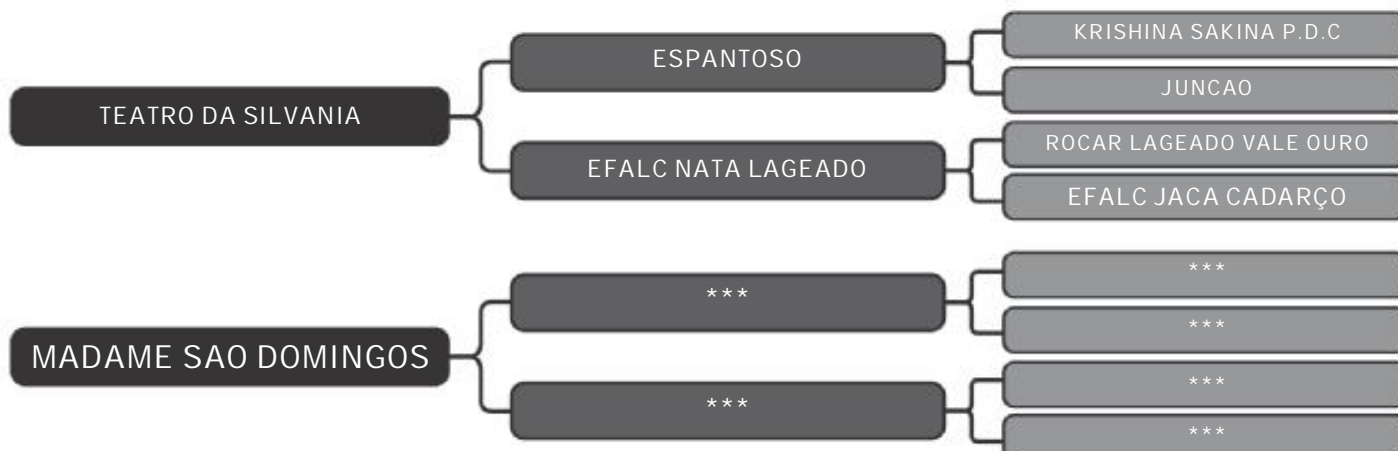 KRISHINA SAKINA P.D.C
ESPANTOSO
JUNCAO
TEATRO DA SILVANIA
ROCAR LAGEADO VALE OURO
EFALC NATA LAGEADO
EFALC JACA CADARÇO
***
***
***
MADAME SAO DOMINGOS
***
***
***